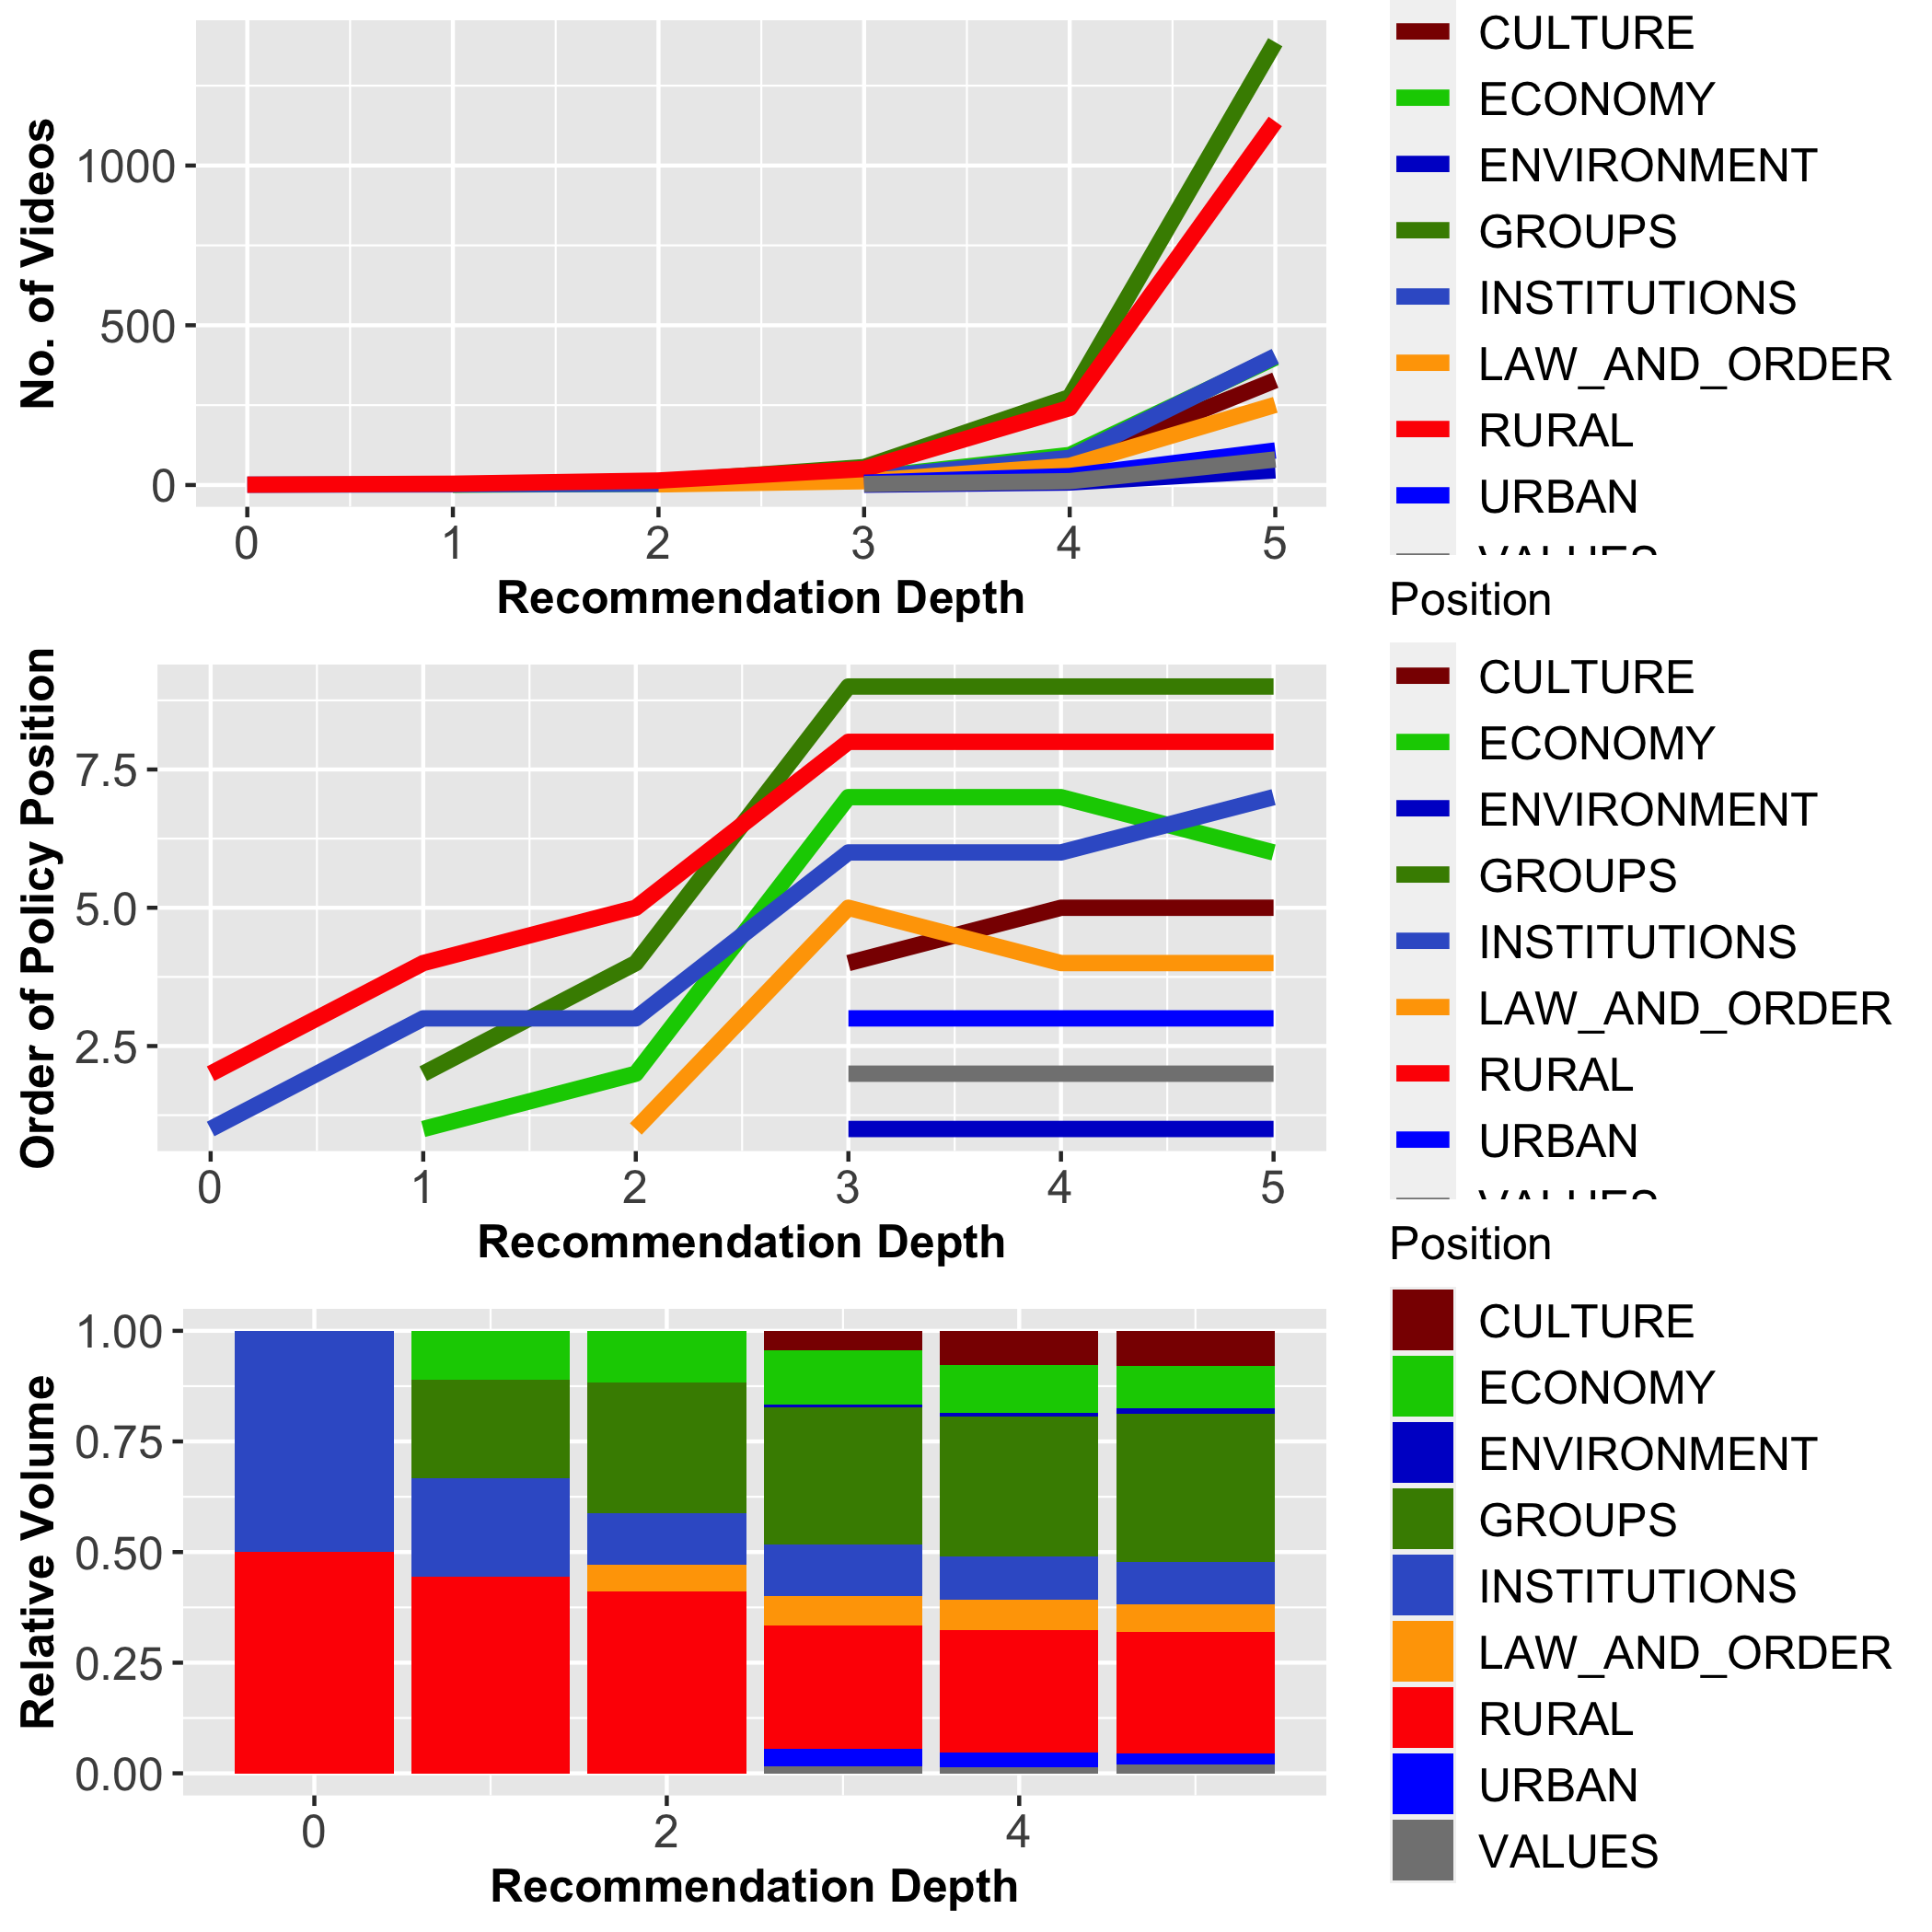 No. of Videos
1000
500
0
0 1 2 3 4 5
Recommendation Depth
CULTURE
ECONOMY
ENVIRONMENT
GROUPS
INSTITUTIONS
LAW_AND_ORDER
RURAL
URBAN
VALUES
Order of Policy Position
7.5
5.0
2.5
0 1 2 3 4 5
Recommendation Depth
Position
CULTURE
ECONOMY
ENVIRONMENT
GROUPS
INSTITUTIONS
LAW_AND_ORDER
RURAL
URBAN
VALUES
Relative Volume
1.00
0.75
0.50
0.25
0.00
0 2 4
Recommendation Depth
Position
CULTURE
ECONOMY
ENVIRONMENT
GROUPS
INSTITUTIONS
LAW_AND_ORDER
RURAL
URBAN
VALUES